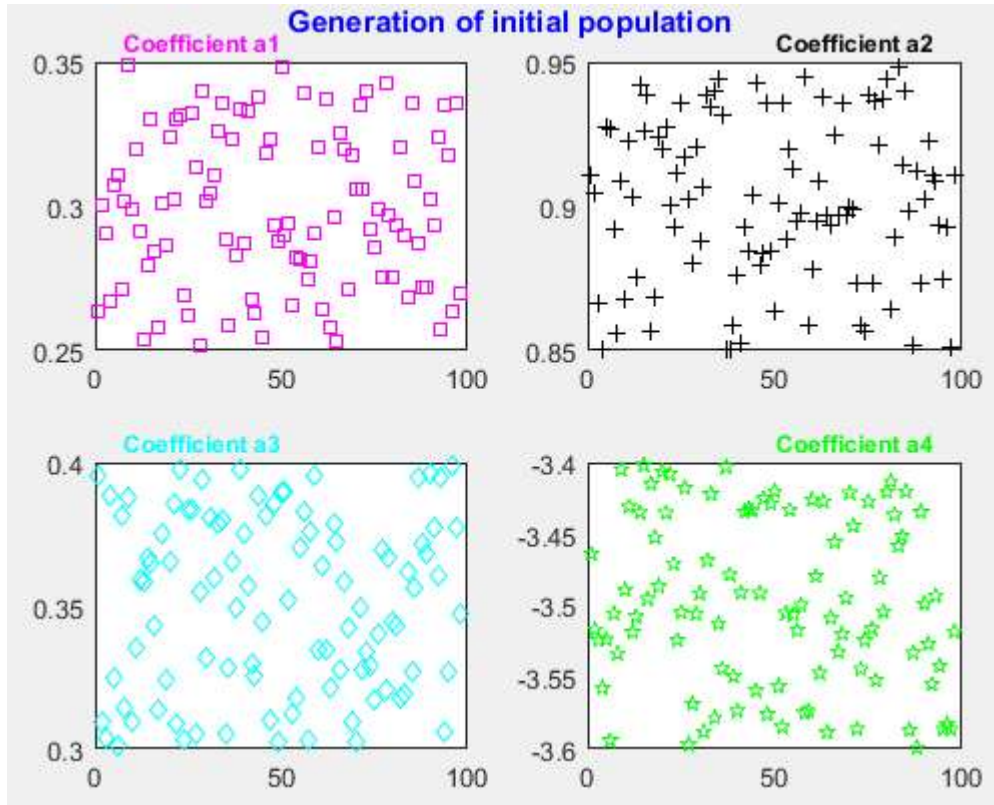 Generation of initial population
Coefficient a1
0.35
0.3
0.25
0 50 100
Coefficient a2
0.95
0.9
0.85
0 50 100
Coefficient a3
0.4
0.35
0.3
0 50 100
Coefficient a4
-3.4
-3.45
-3.5
-3.55
-3.6
0 50 100